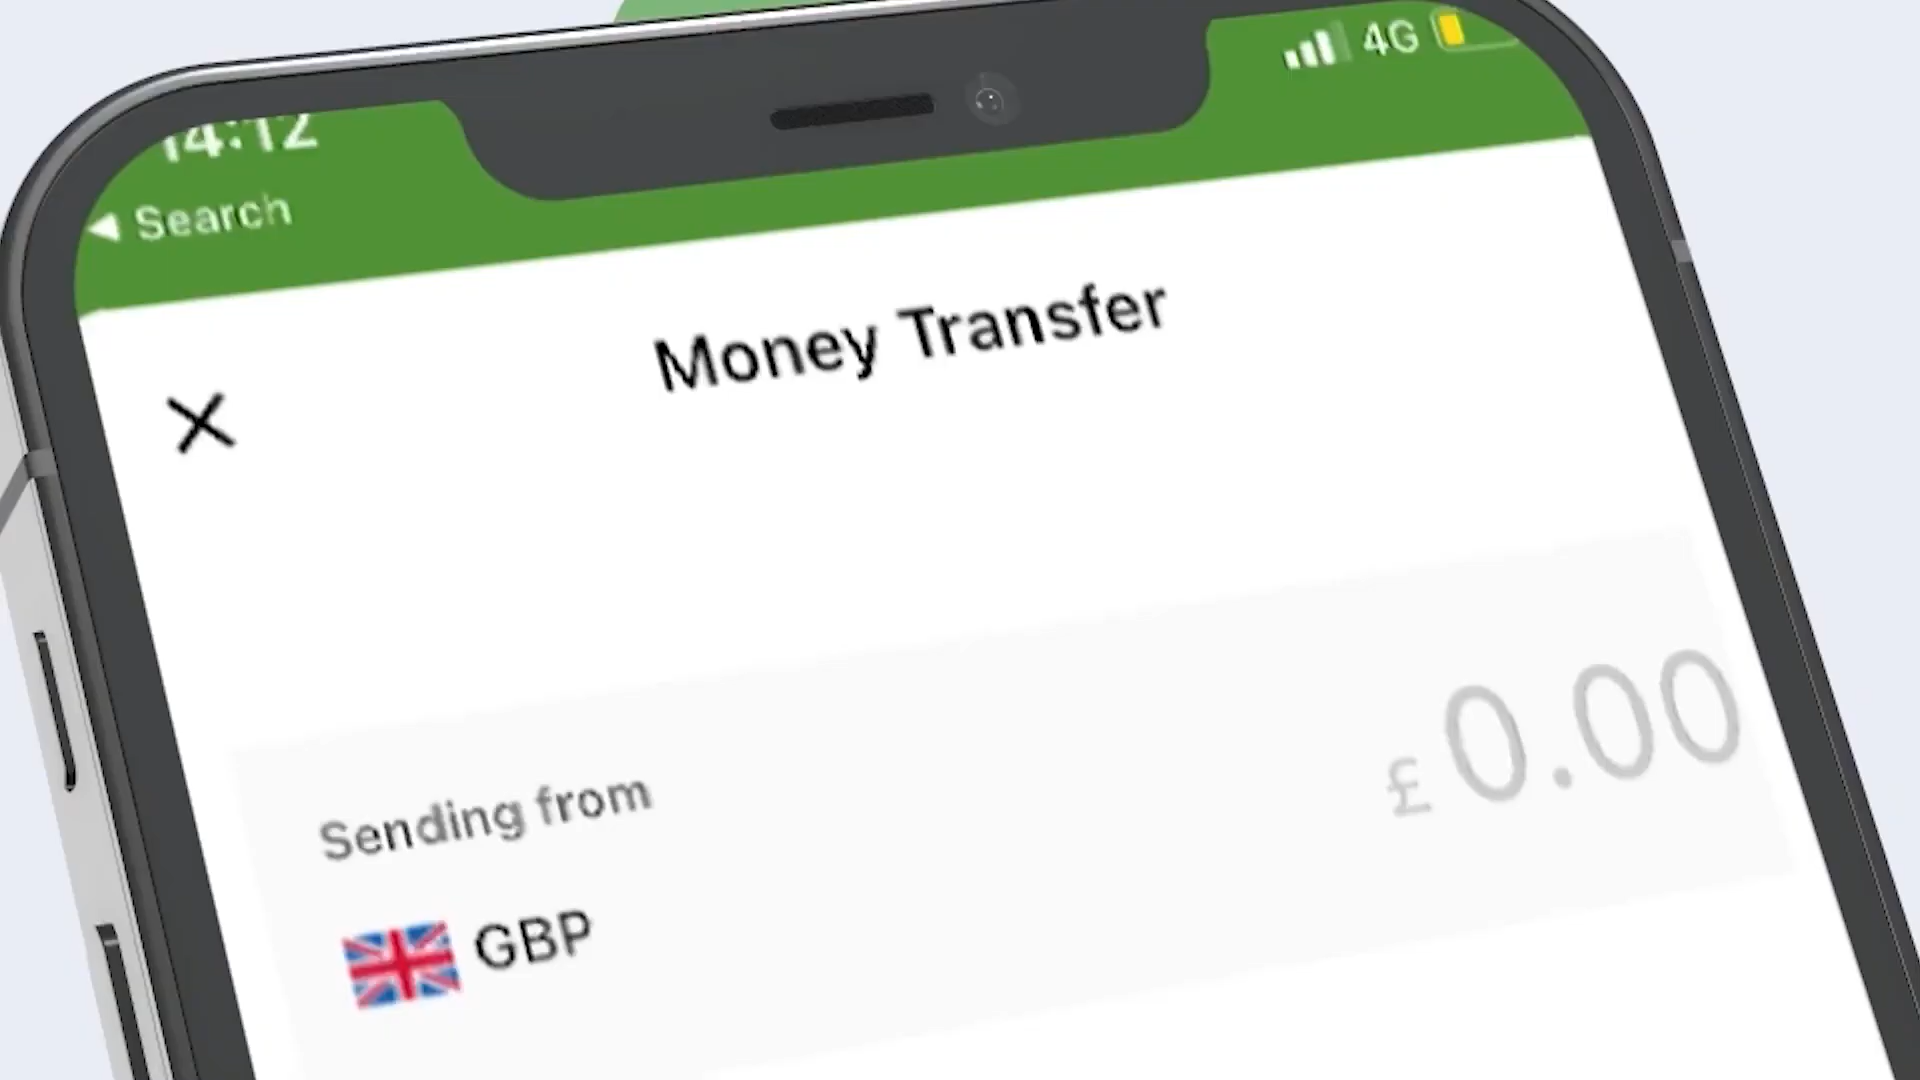 14:12
4G
Search
Money Transfer
Sending from
£0.00
GBP